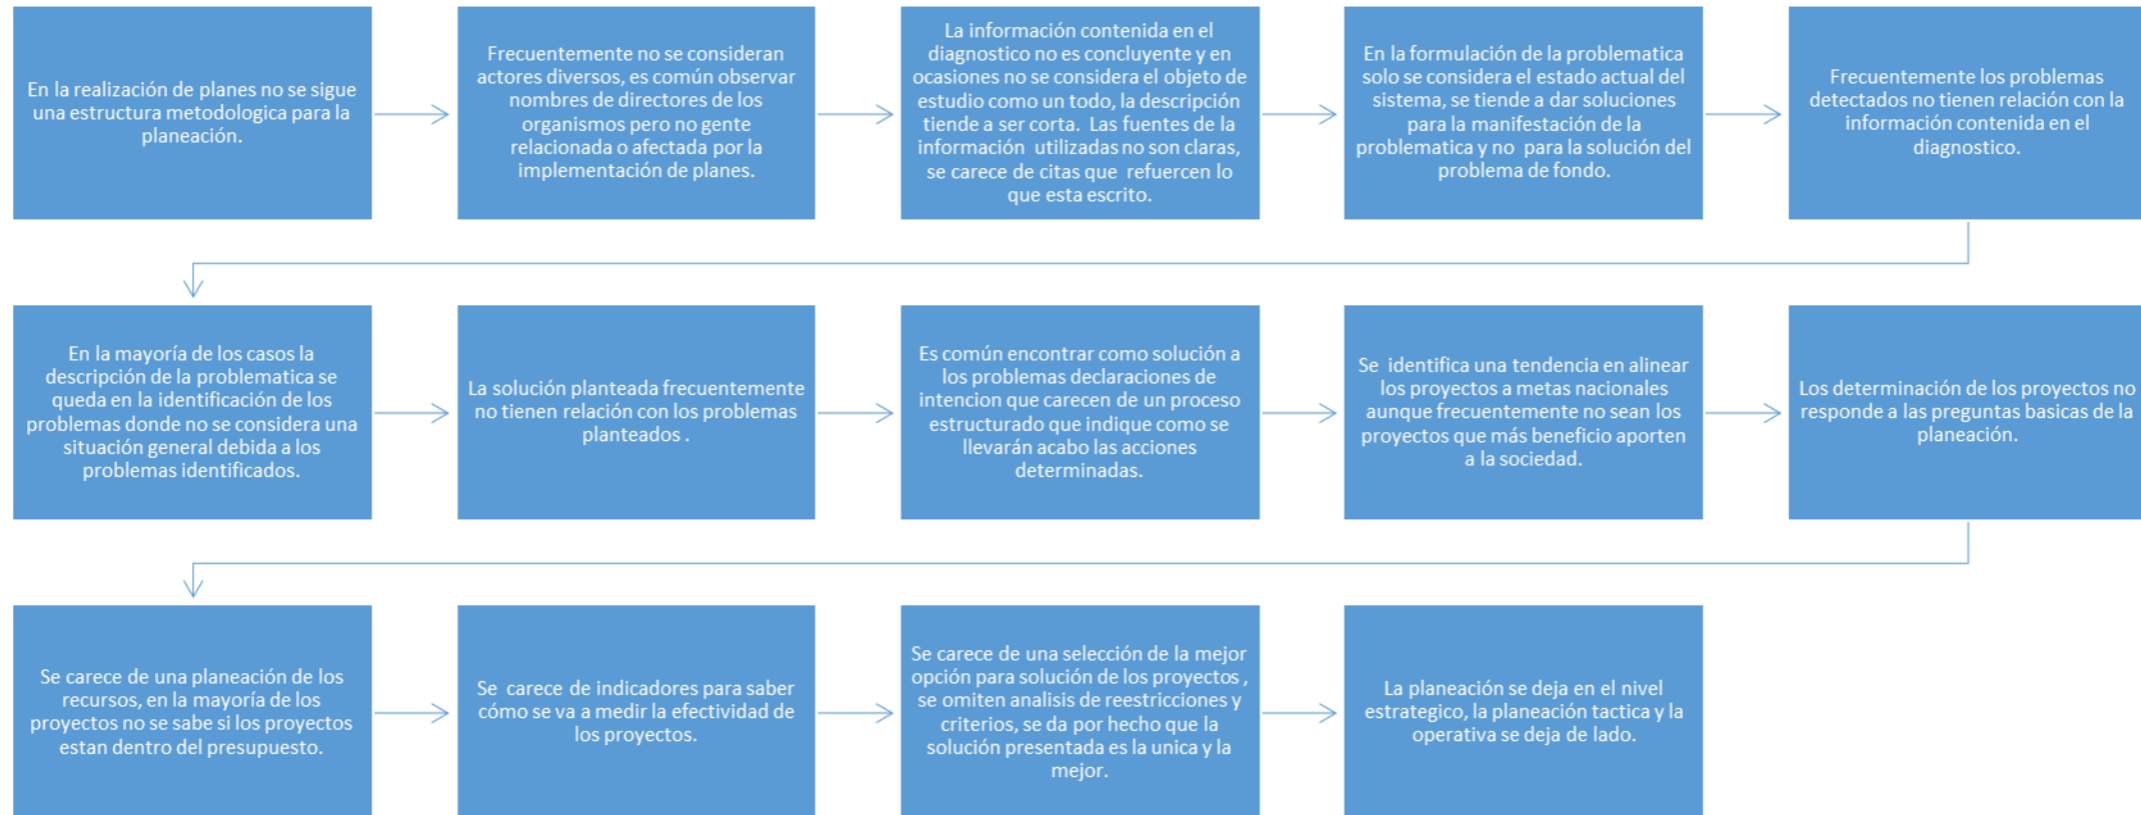 En la realización de planes no se sigue
una estructura metodologica para la
planeación.
Frecuentemente no se consideran
actores diversos, es común observar
nombres de directores de los
organismos pero no gente
relacionada o afectada por la
implementación de planes.
La información contenida en el
diagnostico no es concluyente y en
ocasiones no se considera el objeto de
estudio como un todo, la descripción
tiende a ser corta. Las fuentes de la
información utilizadas no son claras,
se carece de citas que refuercen lo
que esta escrito.
En la formulación de la problematica
solo se considera el estado actual del
sistema, se tiende a dar soluciones
para la manifestación de la
problematica y no para la solución del
problema de fondo.
Frecuentemente los problemas
detectados no tienen relación con la
información contenida en el
diagnostico.
En la mayoría de los casos la
descripción de la problematica se
queda en la identificación de los
problemas donde no se considera una
situación general debida a los
problemas identificados.
La solución planteada frecuentemente
no tienen relación con los problemas
planteados .
Es común encontrar como solución a
los problemas declaraciones de
intencion que carecen de un proceso
estructurado que indique como se
llevarán acabo las acciones
determinadas.
Se identifica una tendencia en alinear
los proyectos a metas nacionales
aunque frecuentemente no sean los
proyectos que más beneficio aporten
a la sociedad.
Los determinación de los proyectos no
responde a las preguntas basicas de la
planeación.
Se carece de una planeación de los
recursos, en la mayoría de los
proyectos no se sabe si los proyectos
estan dentro del presupuesto.
Se carece de indicadores para saber
cómo se va a medir la efectividad de
los proyectos.
Se carece de una selección de la mejor
opción para solución de los proyectos ,
se omiten analisis de reestricciones y
criterios, se da por hecho que la
solución presentada es la unica y la
mejor.
La planeación se deja en el nivel
estrategico, la planeación tactica y la
operativa se deja de lado.